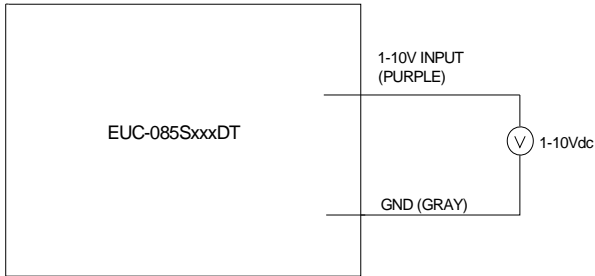 1-10V INPUT
(PURPLE)
EUC-085SxxxDT
V
1-10Vdc
GND (GRAY)